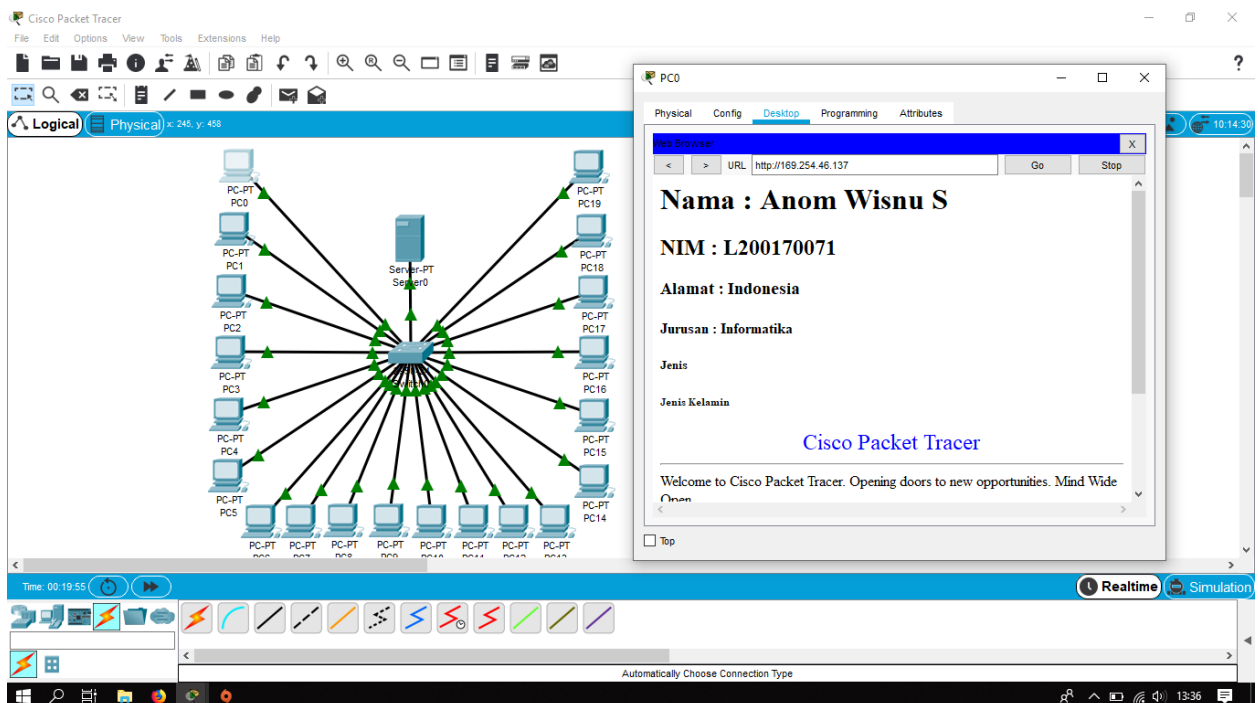 Cisco Packet Tracer
File Edit Options View Tools Extensions Help
?
Logical Physical x: 245, y: 458
10:14:30
PC-PT
PC0
PC-PT
PC1
PC-PT
PC2
PC-PT
PC3
PC-PT
PC4
PC-PT
PC5
Server-PT
Server0
PC-PT
PC19
PC-PT
PC18
PC-PT
PC17
PC-PT
PC16
PC-PT
PC15
PC-PT
PC14
PC-PT PC-PT PC-PT PC-PT PC-PT PC-PT PC-PT PC-PT
PC0
Physical Config Desktop Programming Attributes
Web Browser X
< > URL http://169.254.46.137 Go Stop
Nama : Anom Wisnu S
NIM : L200170071
Alamat : Indonesia
Jurusan : Informatika
Jenis
Jenis Kelamin
Cisco Packet Tracer
Welcome to Cisco Packet Tracer. Opening doors to new opportunities. Mind Wide
Open
Top
Time: 00:19:55
Realtime Simulation
Automatically Choose Connection Type
13:36